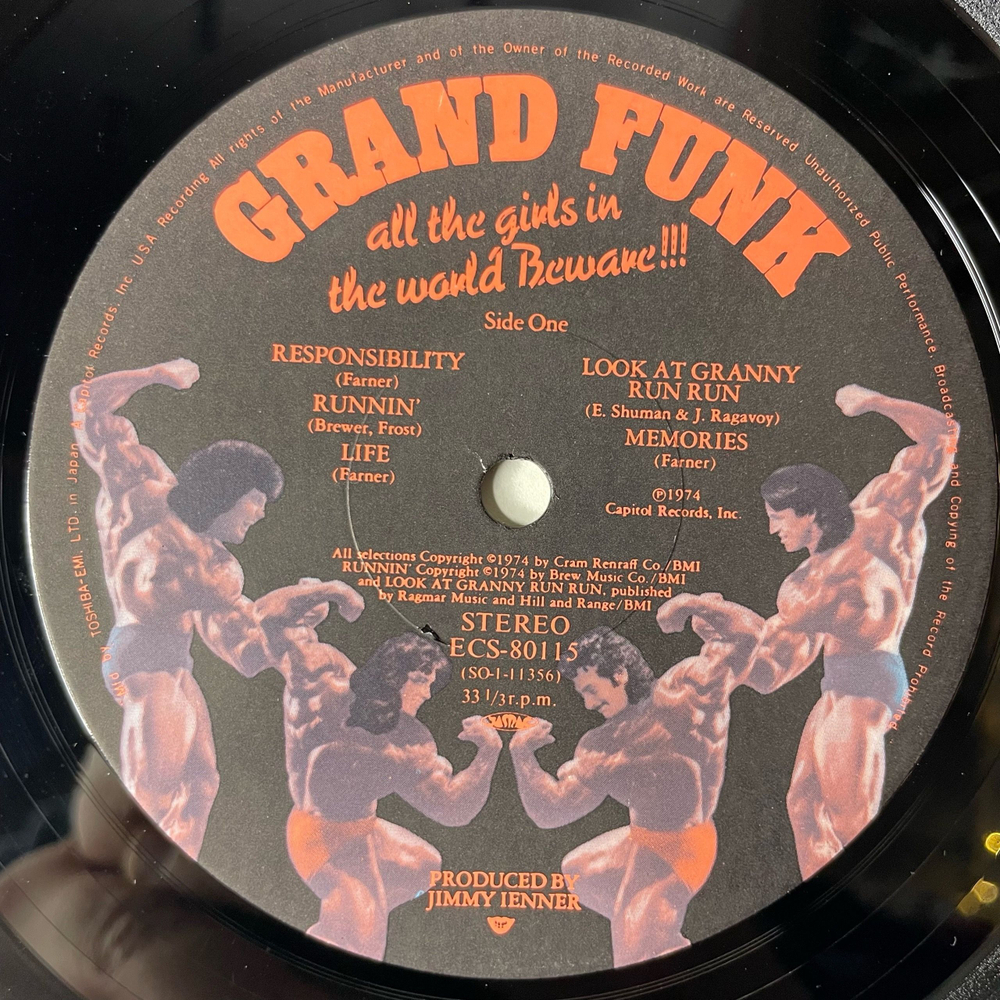 Mfd by TOSHIBA-EMI, LTD. in Japan A Capitol Records, Inc. U.S.A Recording All rights of the Manufacturer and of the Owner of the Recorded Work are Reserved. Unauthorized Public Performance, Broadcasting and Copying of the Record Prohibited
GRAND FUNK
all the girls in
the world Beware!!!
Side One
RESPONSIBILITY
(Farner)
RUNNIN'
(Brewer, Frost)
LIFE
(Farner)
LOOK AT GRANNY
RUN RUN
(E. Shuman & J. Ragavoy)
MEMORIES
(Farner)
℗1974
Capitol Records, Inc.
All selections Copyright ©1974 by Cram Renraff Co./BMI
RUNNIN' Copyright ©1974 by Brew Music Co./BMI
and LOOK AT GRANNY RUN RUN, published
by Ragmar Music and Hill and Range/BMI
STEREO
ECS-80115
(SO-1-11356)
33 1/3 r.p.m.
PRODUCED BY
JIMMY IENNER